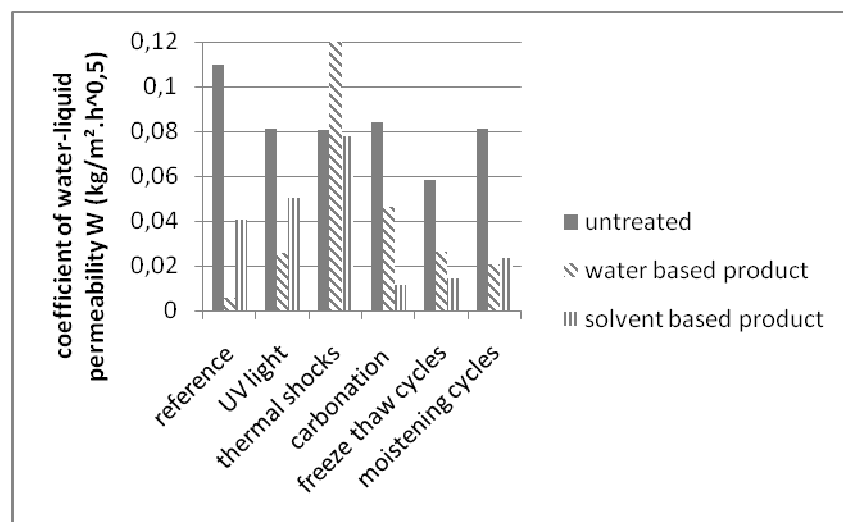 coefficient of water-liquid
permeability W (kg/m².h^0,5)
0,12
0,1
0,08
0,06
0,04
0,02
0
reference
UV light
thermal shocks
carbonation
freeze thaw cycles
moistening cycles
untreated
water based product
solvent based product